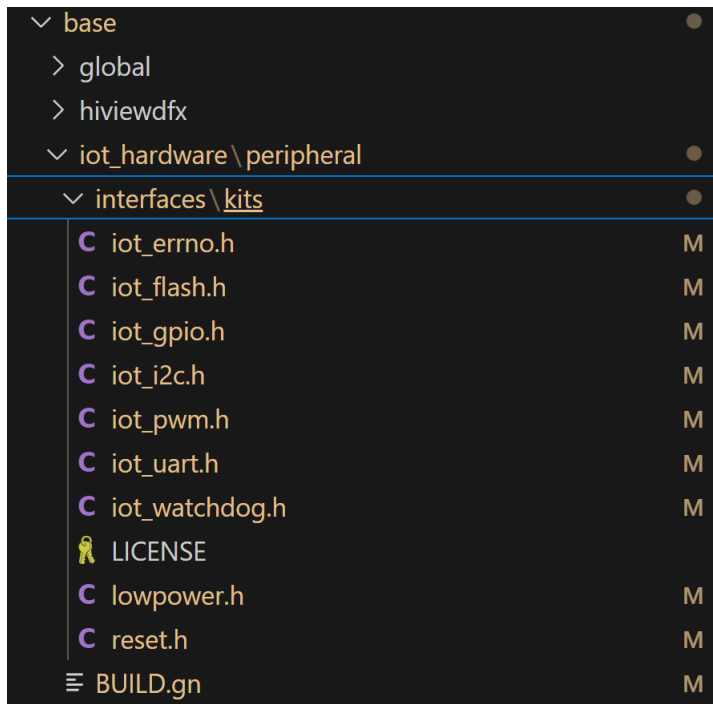 base
global
hiviewdfx
iot_hardware\peripheral
interfaces\kits
C iot_errno.h M
C iot_flash.h M
C iot_gpio.h M
C iot_i2c.h M
C iot_pwm.h M
C iot_uart.h M
C iot_watchdog.h M
LICENSE
C lowpower.h M
C reset.h M
BUILD.gn M